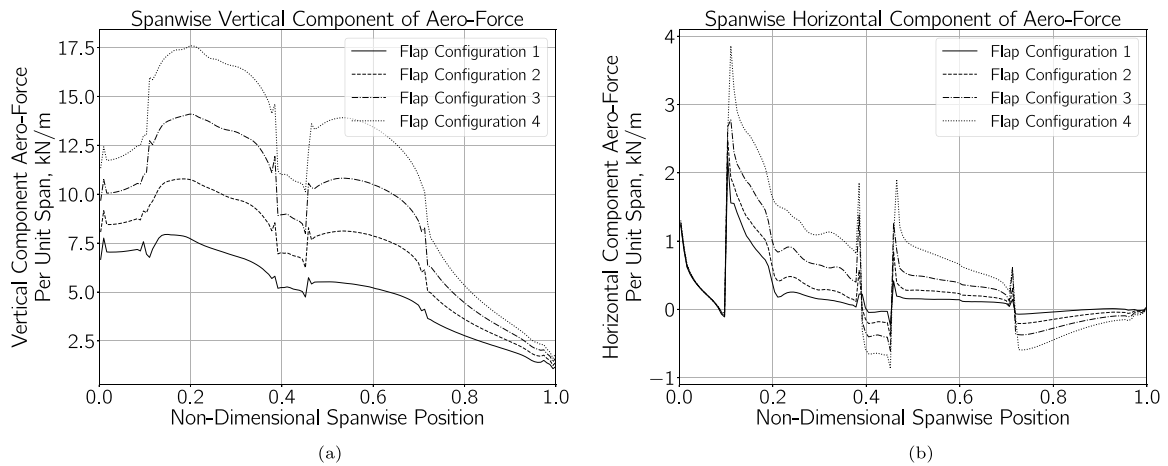 Spanwise Vertical Component of Aero-Force
Vertical Component Aero-Force
Per Unit Span, kN/m
17.5
15.0
12.5
10.0
7.5
5.0
2.5
0.0
0.2
0.4
0.6
0.8
1.0
Non-Dimensional Spanwise Position
Flap Configuration 1
Flap Configuration 2
Flap Configuration 3
Flap Configuration 4
(a)
Spanwise Horizontal Component of Aero-Force
Horizontal Component Aero-Force
Per Unit Span, kN/m
4
3
2
1
0
−1
0.0
0.2
0.4
0.6
0.8
1.0
Non-Dimensional Spanwise Position
Flap Configuration 1
Flap Configuration 2
Flap Configuration 3
Flap Configuration 4
(b)